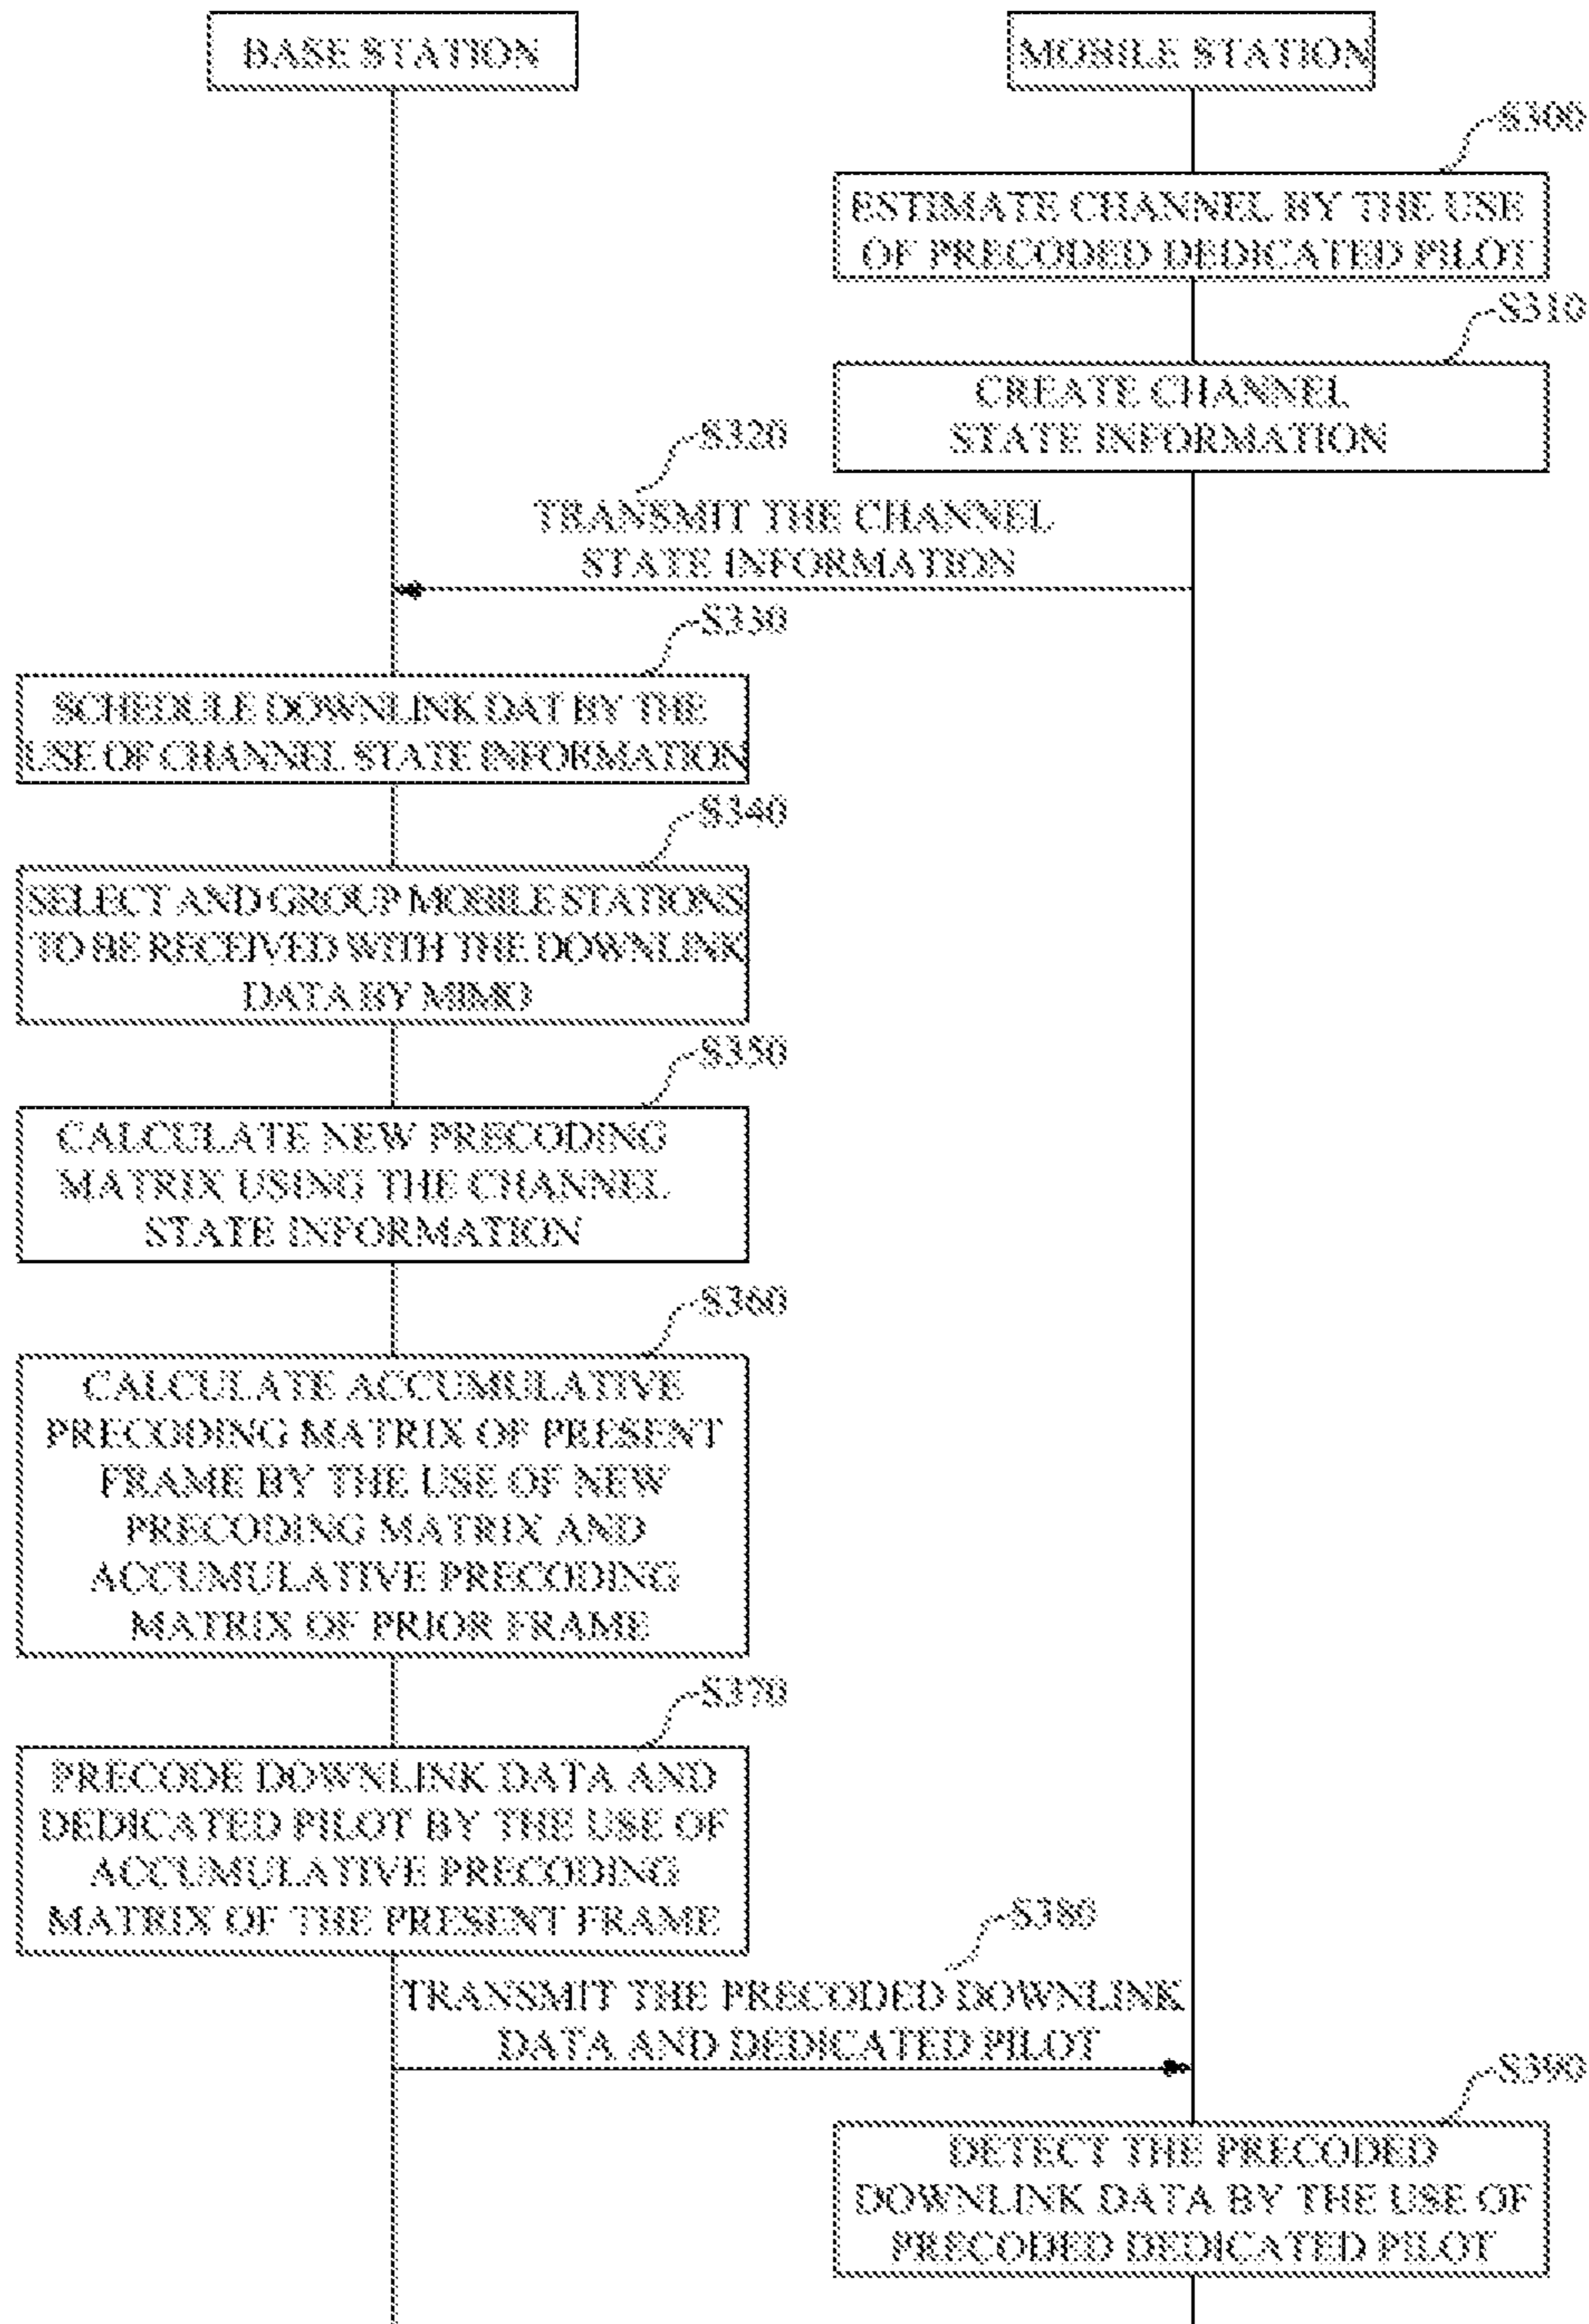 BASE STATION
MOBILE STATION
S300
ESTIMATE CHANNEL BY THE USE
OF PRECODED DEDICATED PILOT
S310
CREATE CHANNEL
STATE INFORMATION
S320
TRANSMIT THE CHANNEL
STATE INFORMATION
S330
SCHEDULE DOWNLINK DAT BY THE
USE OF CHANNEL STATE INFORMATION
S340
SELECT AND GROUP MOBILE STATIONS
TO BE RECEIVED WITH THE DOWNLINK
DATA BY MIMO
S350
CALCULATE NEW PRECODING
MATRIX USING THE CHANNEL
STATE INFORMATION
S360
CALCULATE ACCUMULATIVE
PRECODING MATRIX OF PRESENT
FRAME BY THE USE OF NEW
PRECODING MATRIX AND
ACCUMULATIVE PRECODING
MATRIX OF PRIOR FRAME
S370
PRECODE DOWNLINK DATA AND
DEDICATED PILOT BY THE USE OF
ACCUMULATIVE PRECODING
MATRIX OF THE PRESENT FRAME
S380
TRANSMIT THE PRECODED DOWNLINK
DATA AND DEDICATED PILOT
S390
DETECT THE PRECODED
DOWNLINK DATA BY THE USE OF
PRECODED DEDICATED PILOT